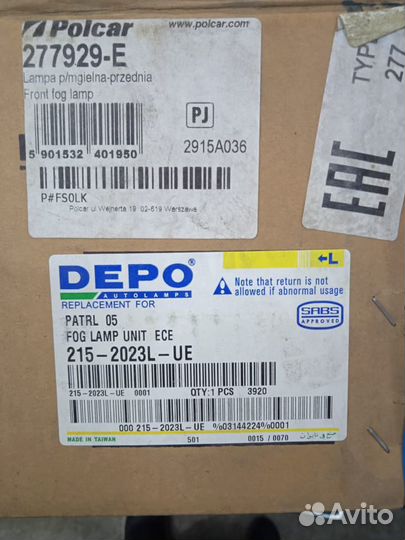 Polcar
www.polcar.com
277929-E
Lampa p/mgielna-przednia
Front fog lamp
PJ
5 901532 401950
2915A036
P#FS0LK
Polcar ul.Wejnerta 19 02-619 Warszawa
TYP
277
EAC
DEPO
AUTOLAMPS
REPLACEMENT FOR
←L
Note that return is not
allowed if abnormal usage
SABS
APPROVED
PATRL 05
FOG LAMP UNIT ECE
215-2023L-UE
215-2023L-UE 0001
QTY:1 PCS 3920
000 215-2023L-UE %03144224%0001
MADE IN TAIWAN
501
0015 / 0070
Avito